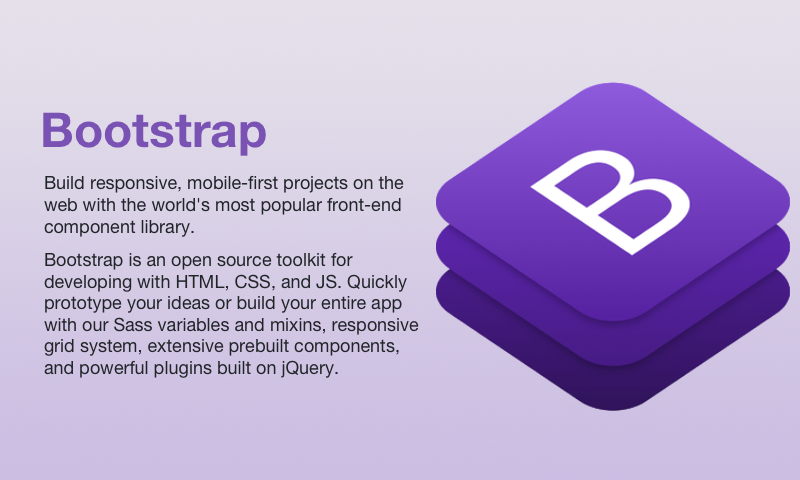 Bootstrap
Build responsive, mobile-first projects on the
web with the world's most popular front-end
component library.
Bootstrap is an open source toolkit for
developing with HTML, CSS, and JS. Quickly
prototype your ideas or build your entire app
with our Sass variables and mixins, responsive
grid system, extensive prebuilt components,
and powerful plugins built on jQuery.
B